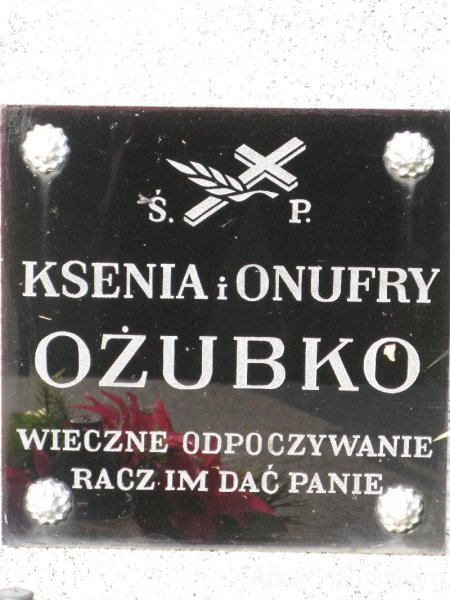 Ś. P.
KSENIA i ONUFRY
OŻUBKO
WIECZNE ODPOCZYWANIE
RACZ IM DAĆ PANIE